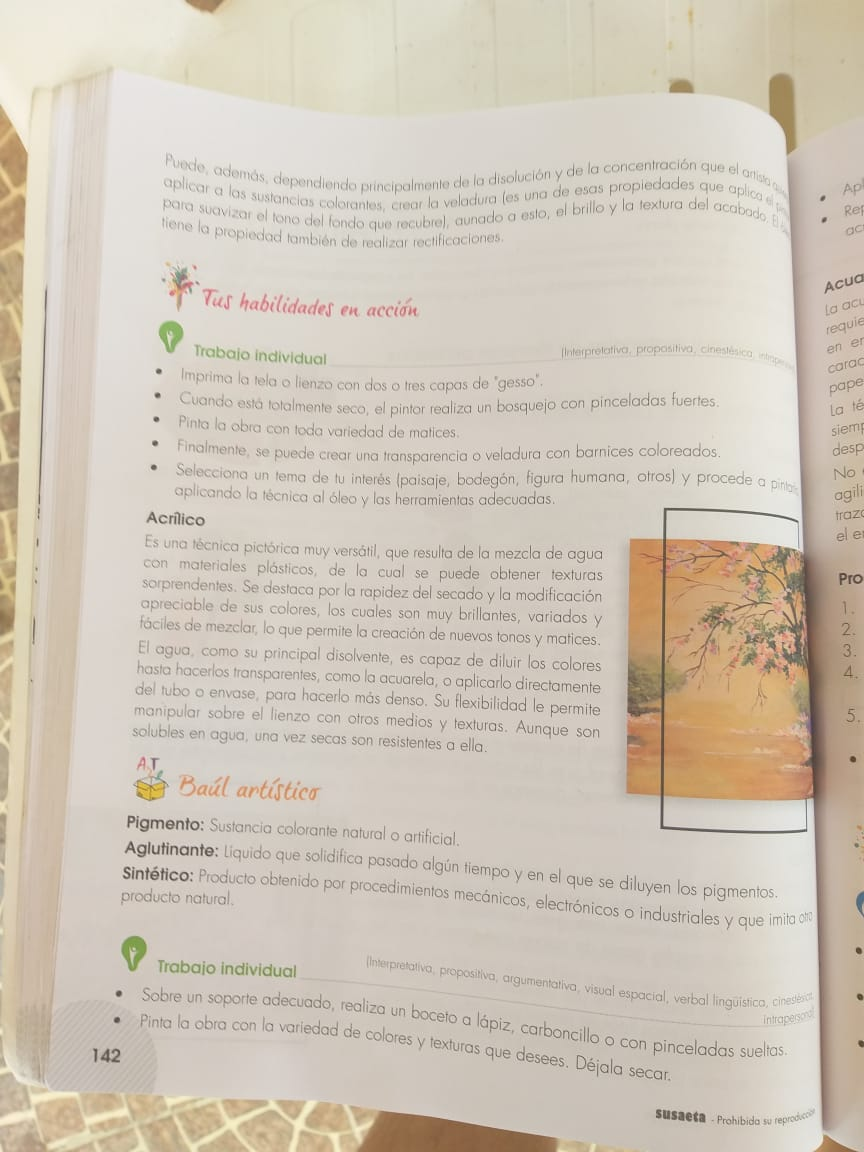 Puede, además, dependiendo principalmente de la disolución y de la concentración que el artista
aplicar a las sustancias colorantes, crear la veladura (es una de esas propiedades que aplica el
para suavizar el tono del fondo que recubre), aunado a esto, el brillo y la textura del acabado. El
tiene la propiedad también de realizar rectificaciones.
Tus habilidades en acción
Trabajo individual
(Interpretativa, propositiva, cinestésica,
• Imprima la tela o lienzo con dos o tres capas de "gesso".
• Cuando está totalmente seco, el pintor realiza un bosquejo con pinceladas fuertes.
• Pinta la obra con toda variedad de matices.
• Finalmente, se puede crear una transparencia o veladura con barnices coloreados.
• Selecciona un tema de tu interés (paisaje, bodegón, figura humana, otros) y procede a
aplicando la técnica al óleo y las herramientas adecuadas.
Acrílico
Es una técnica pictórica muy versátil, que resulta de la mezcla de agua
con materiales plásticos, de la cual se puede obtener texturas
sorprendentes. Se destaca por la rapidez del secado y la modificación
apreciable de sus colores, los cuales son muy brillantes, variados y
fáciles de mezclar, lo que permite la creación de nuevos tonos y matices.
El agua, como su principal disolvente, es capaz de diluir los colores
hasta hacerlos transparentes, como la acuarela, o aplicarlo directamente
del tubo o envase, para hacerlo más denso. Su flexibilidad le permite
manipular sobre el lienzo con otros medios y texturas. Aunque son
solubles en agua, una vez secas son resistentes a ella.
A.T
Baúl artístico
Pigmento: Sustancia colorante natural o artificial.
Aglutinante: Líquido que solidifica pasado algún tiempo y en el que se diluyen los pigmentos.
Sintético: Producto obtenido por procedimientos mecánicos, electrónicos o industriales y que imita otro
producto natural.
Trabajo individual
(Interpretativa, propositiva, argumentativa, visual espacial, verbal lingüística, cinestésica,
intrapersonal)
• Sobre un soporte adecuado, realiza un boceto a lápiz, carboncillo o con pinceladas sueltas.
• Pinta la obra con la variedad de colores y texturas que desees. Déjala secar.
142
susaeta - Prohibida su reproducción
La acu
en
La té
No
el
1.
2.
3.
4.
5.